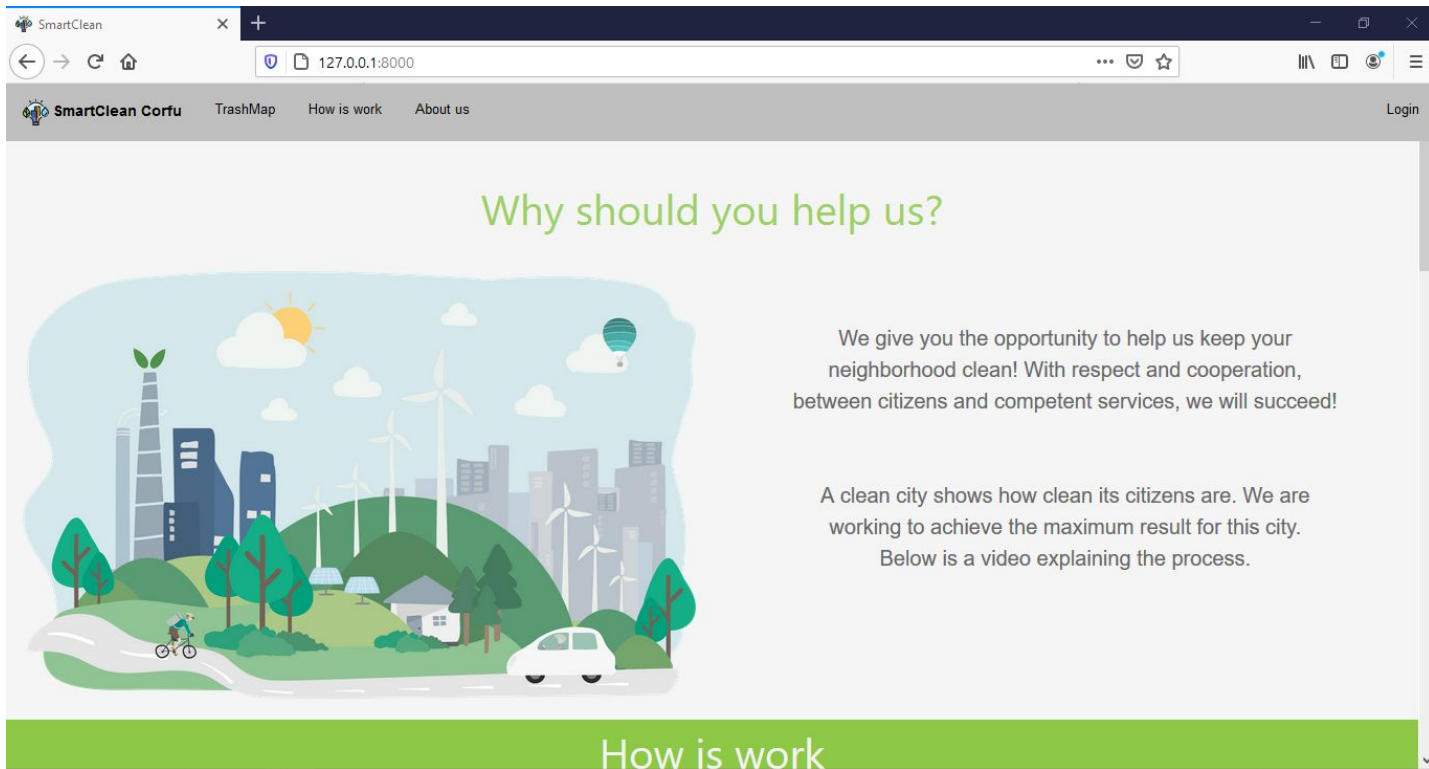 SmartClean
127.0.0.1:8000
SmartClean Corfu TrashMap How is work About us Login
Why should you help us?
We give you the opportunity to help us keep your
neighborhood clean! With respect and cooperation,
between citizens and competent services, we will succeed!
A clean city shows how clean its citizens are. We are
working to achieve the maximum result for this city.
Below is a video explaining the process.
How is work